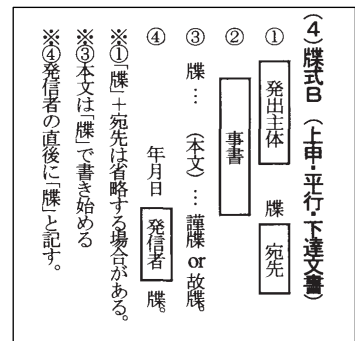 （４）牒式Ｂ（上申・平行・下達文書）
① 発出主体 牒 宛先
② 事書
③ 牒…（本文）…謹牒or故牒。
④ 年月日 発信者 牒。
※①「牒」＋宛先は省略する場合がある。
※③本文は「牒」で書き始める
※④発信者の直後に「牒」と記す。